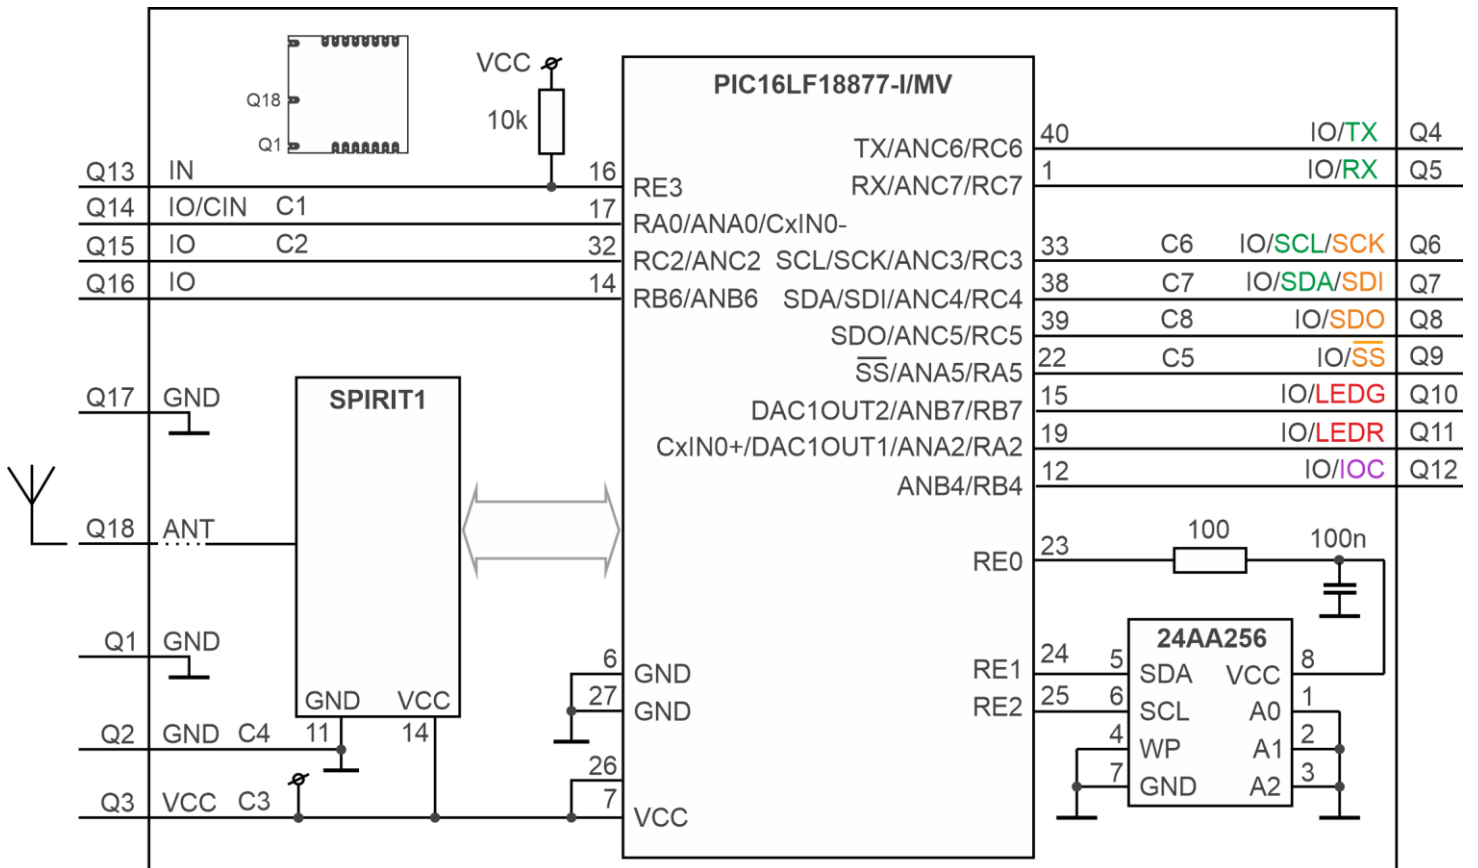 PIC16LF18877-I/MV
VCC
10k
Q18
Q1
Q13 IN 16 RE3
Q14 IO/CIN C1 17 RA0/ANA0/CxIN0-
Q15 IO C2 32 RC2/ANC2
Q16 IO 14 RB6/ANB6
TX/ANC6/RC6 40 IO/TX Q4
RX/ANC7/RC7 1 IO/RX Q5
SCL/SCK/ANC3/RC3 33 C6 IO/SCL/SCK Q6
SDA/SDI/ANC4/RC4 38 C7 IO/SDA/SDI Q7
SDO/ANC5/RC5 39 C8 IO/SDO Q8
SS/ANA5/RA5 22 C5 IO/SS Q9
DAC1OUT2/ANB7/RB7 15 IO/LEDG Q10
CxIN0+/DAC1OUT1/ANA2/RA2 19 IO/LEDR Q11
ANB4/RB4 12 IO/IOC Q12
Q17 GND
SPIRIT1
Q18 ANT
Q1 GND
GND VCC
Q2 GND C4 11 14
Q3 VCC C3
6 GND
27 GND
26
7 VCC
RE0 23 100 100n
24AA256
RE1 24 5 SDA VCC 8
RE2 25 6 SCL A0 1
4 WP A1 2
7 GND A2 3